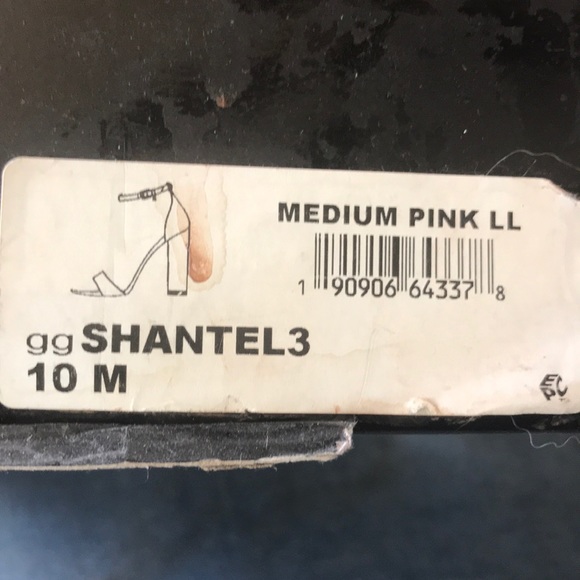 MEDIUM PINK LL
1 90906 64337 8
gg SHANTEL3
10 M